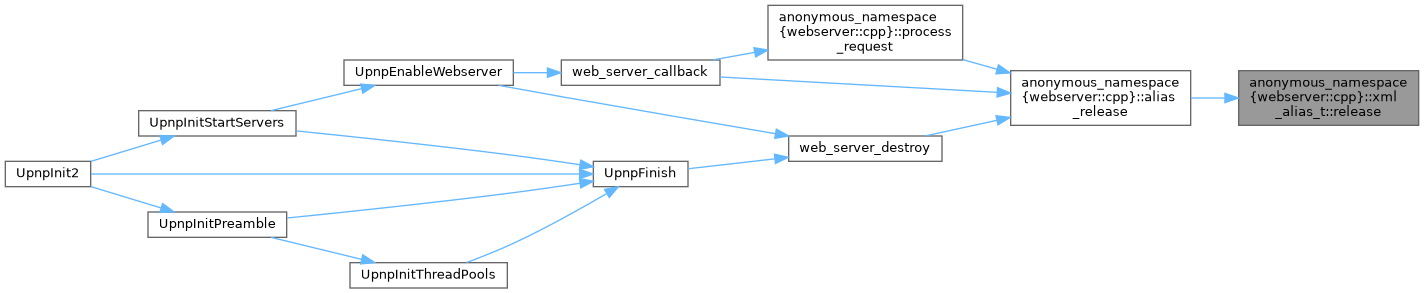 anonymous_namespace
{webserver::cpp}::process
_request
UpnpEnableWebserver
web_server_callback
anonymous_namespace
{webserver::cpp}::alias
_release
anonymous_namespace
{webserver::cpp}::xml
_alias_t::release
UpnpInitStartServers
web_server_destroy
UpnpInit2
UpnpFinish
UpnpInitPreamble
UpnpInitThreadPools